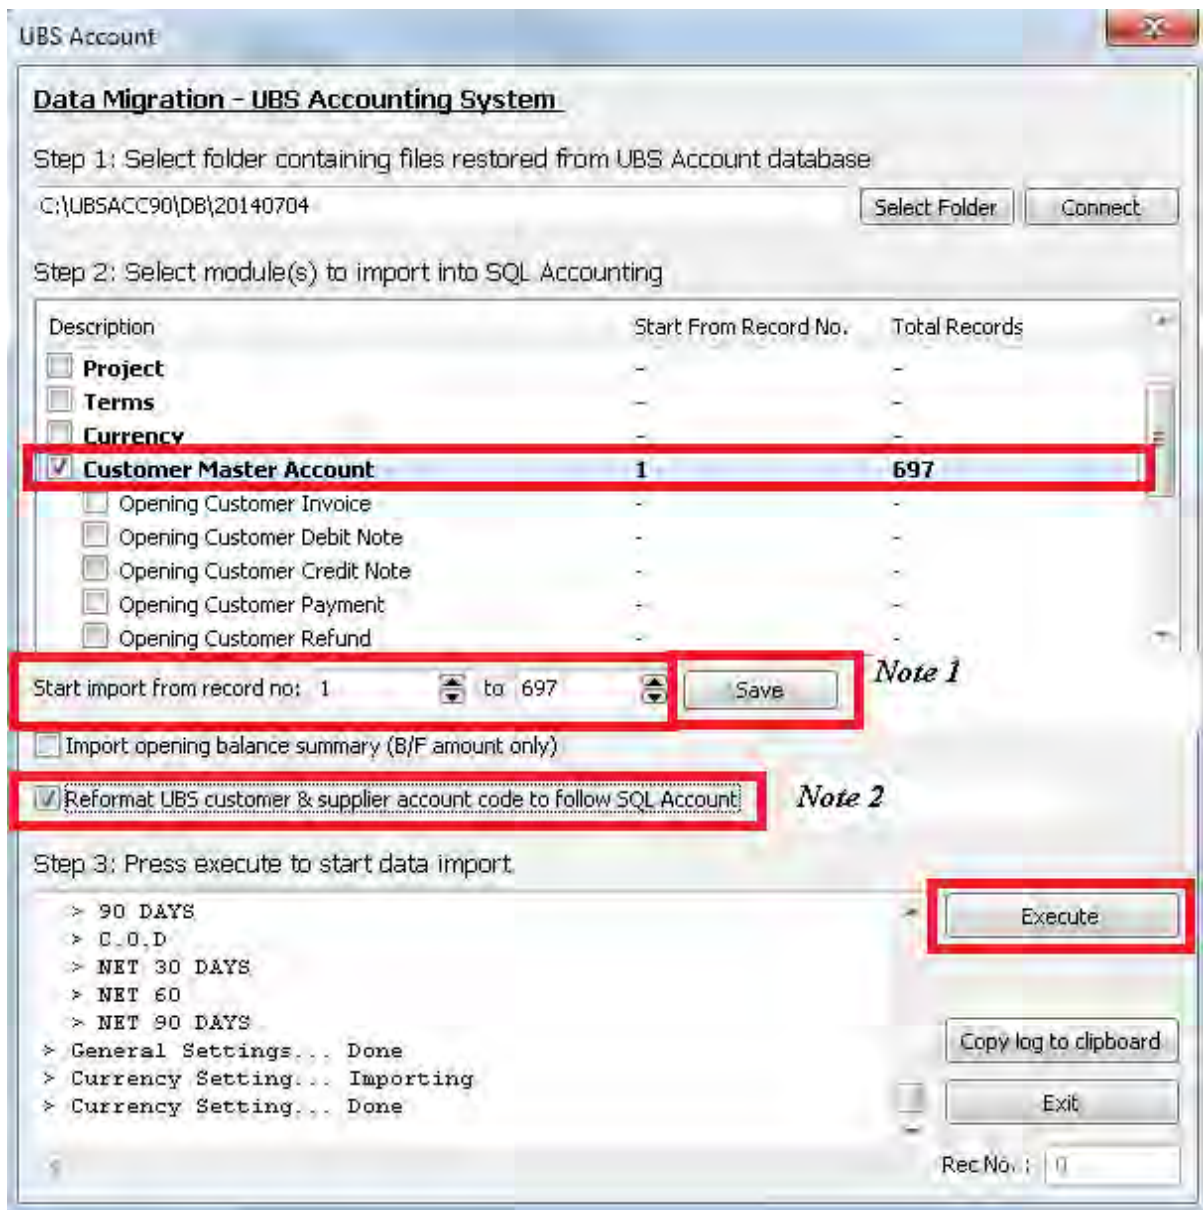 UBS Account
Data Migration - UBS Accounting System
Step 1: Select folder containing files restored from UBS Account database
C:\UBSACC90\DB\20140704 Select Folder Connect
Step 2: Select module(s) to import into SQL Accounting
Description Start From Record No. Total Records
Project - -
Terms - -
Currency - -
Customer Master Account 1 697
Opening Customer Invoice - -
Opening Customer Debit Note - -
Opening Customer Credit Note - -
Opening Customer Payment - -
Opening Customer Refund - -
Start import from record no: 1 to 697 Save Note 1
Import opening balance summary (B/F amount only)
Reformat UBS customer & supplier account code to follow SQL Account Note 2
Step 3: Press execute to start data import
> 90 DAYS Execute
> C.O.D
> NET 30 DAYS
> NET 60
> NET 90 DAYS
> General Settings... Done Copy log to clipboard
> Currency Setting... Importing
> Currency Setting... Done Exit
Rec No. : 0